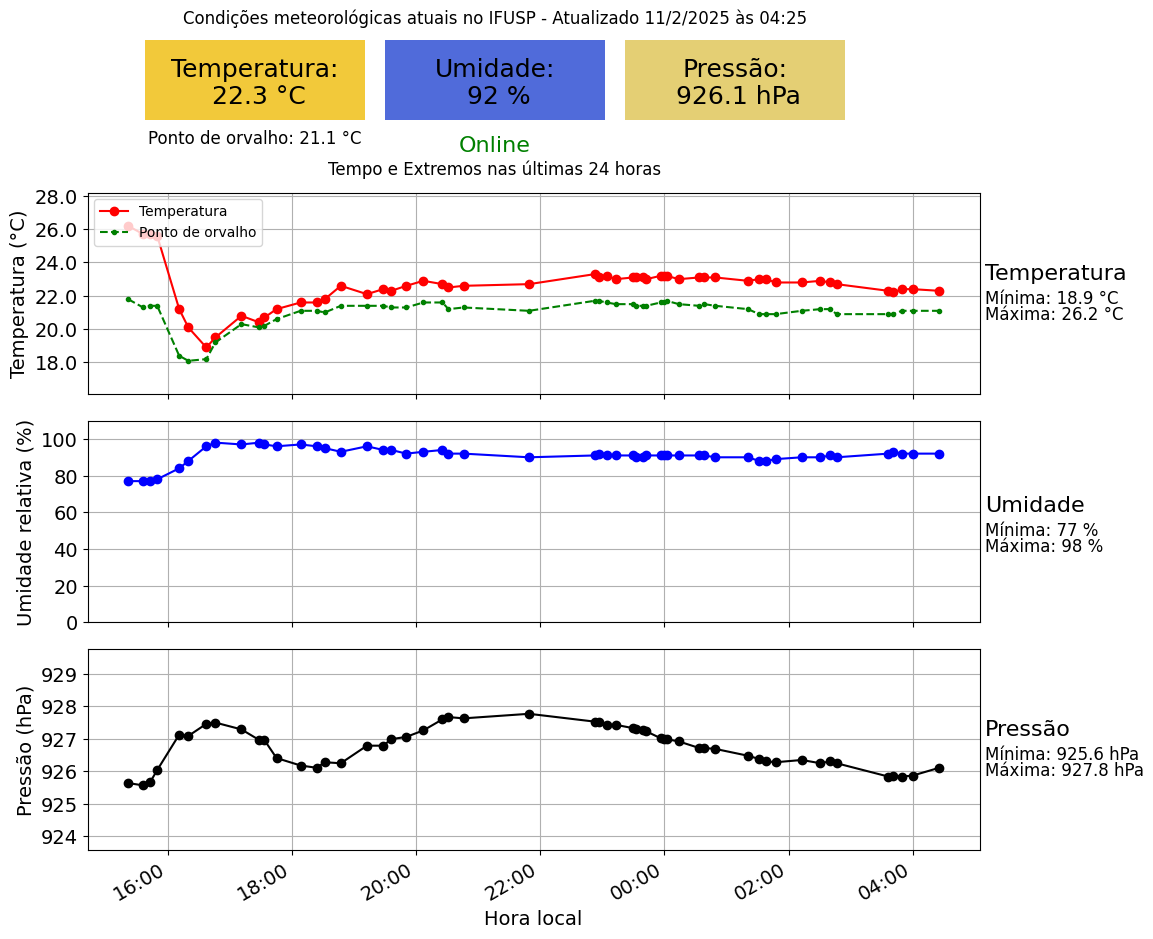 Condições meteorológicas atuais no IFUSP - Atualizado 11/2/2025 às 04:25
Temperatura:
22.3 °C
Umidade:
92 %
Pressão:
926.1 hPa
Ponto de orvalho: 21.1 °C
Online
Tempo e Extremos nas últimas 24 horas
Temperatura (°C)
28.0
26.0
24.0
22.0
20.0
18.0
Temperatura
Ponto de orvalho
Temperatura
Mínima: 18.9 °C
Máxima: 26.2 °C
Umidade relativa (%)
100
80
60
40
20
0
Umidade
Mínima: 77 %
Máxima: 98 %
Pressão (hPa)
929
928
927
926
925
924
Pressão
Mínima: 925.6 hPa
Máxima: 927.8 hPa
16:00 18:00 20:00 22:00 00:00 02:00 04:00
Hora local